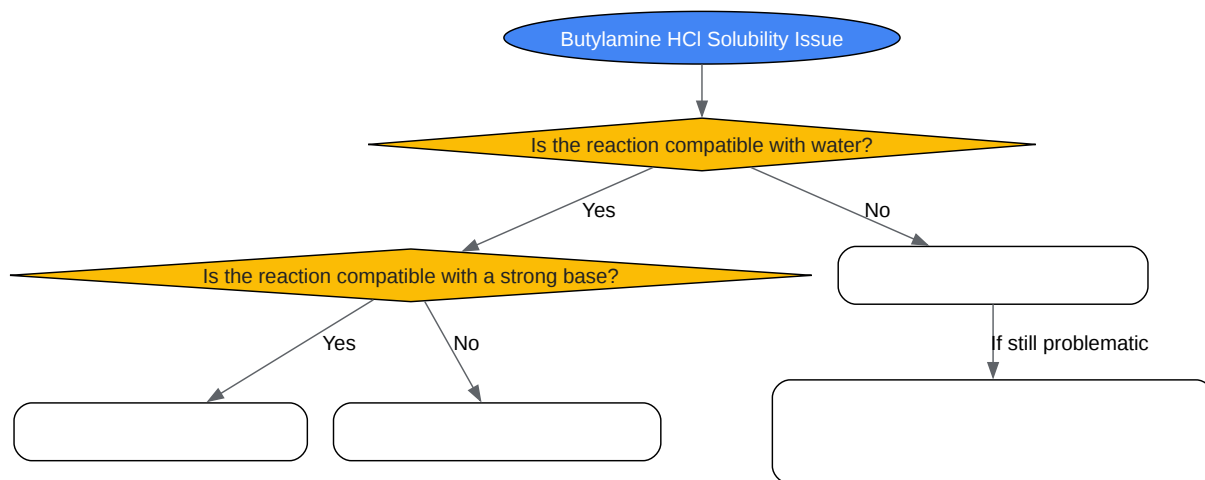 Butylamine HCl Solubility Issue
Is the reaction compatible with water?
Yes
No
Is the reaction compatible with a strong base?
Yes
No
If still problematic